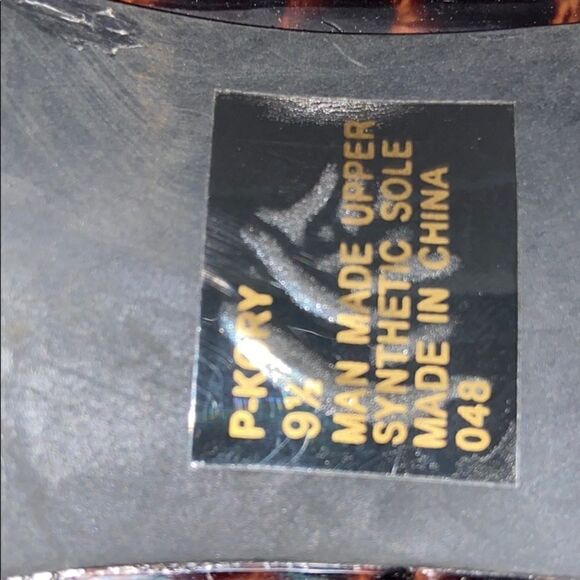 P-KORY
9½
MAN MADE UPPER
SYNTHETIC SOLE
MADE IN CHINA
048